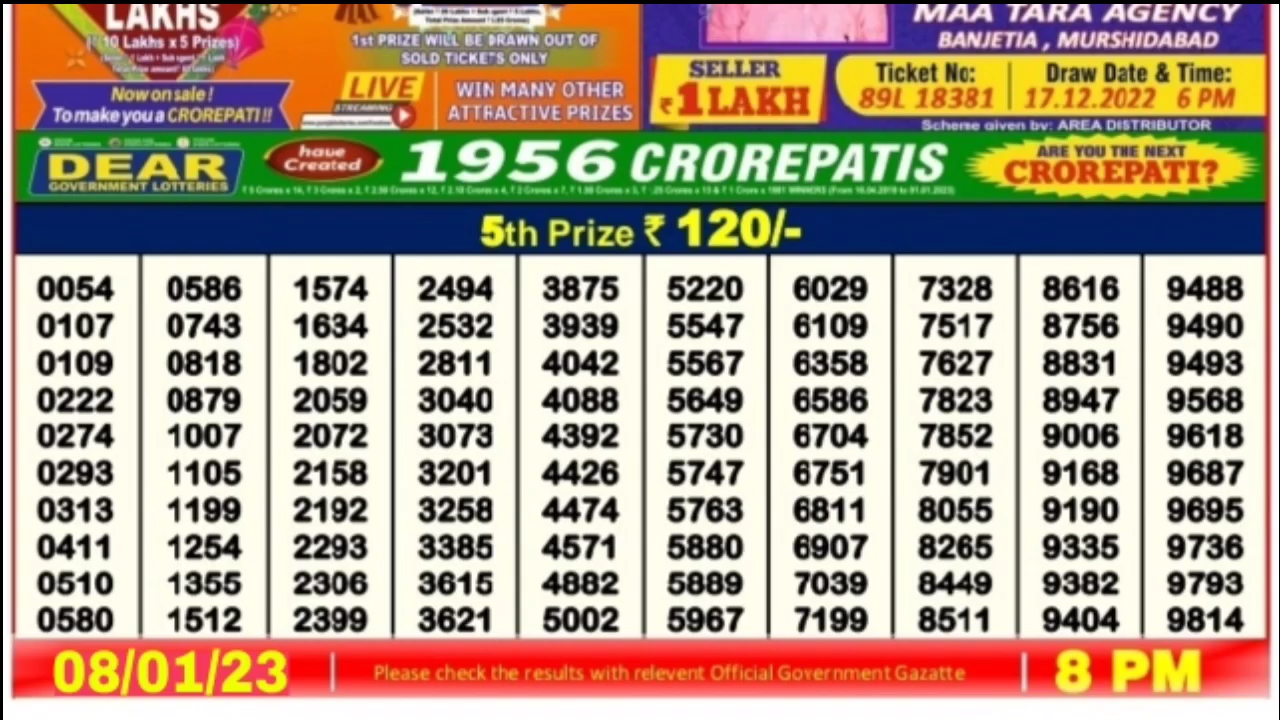 LAKHS
(₹10 Lakhs x 5 Prizes)
Now on sale!
To make you a CROREPATI!!
1st PRIZE WILL BE DRAWN OUT OF
SOLD TICKETS ONLY
LIVE
STREAMING
WIN MANY OTHER
ATTRACTIVE PRIZES
MAA TARA AGENCY
BANJETIA , MURSHIDABAD
SELLER
₹1 LAKH
Ticket No:
89L 18381
Draw Date & Time:
17.12.2022 6 PM
Scheme given by: AREA DISTRIBUTOR
DEAR
GOVERNMENT LOTTERIES
have
Created
1956 CROREPATIS
ARE YOU THE NEXT
CROREPATI?
5th Prize ₹ 120/-
0054 0586 1574 2494 3875 5220 6029 7328 8616 9488
0107 0743 1634 2532 3939 5547 6109 7517 8756 9490
0109 0818 1802 2811 4042 5567 6358 7627 8831 9493
0222 0879 2059 3040 4088 5649 6586 7823 8947 9568
0274 1007 2072 3073 4392 5730 6704 7852 9006 9618
0293 1105 2158 3201 4426 5747 6751 7901 9168 9687
0313 1199 2192 3258 4474 5763 6811 8055 9190 9695
0411 1254 2293 3385 4571 5880 6907 8265 9335 9736
0510 1355 2306 3615 4882 5889 7039 8449 9382 9793
0580 1512 2399 3621 5002 5967 7199 8511 9404 9814
08/01/23
Please check the results with relevent Official Government Gazatte
8 PM